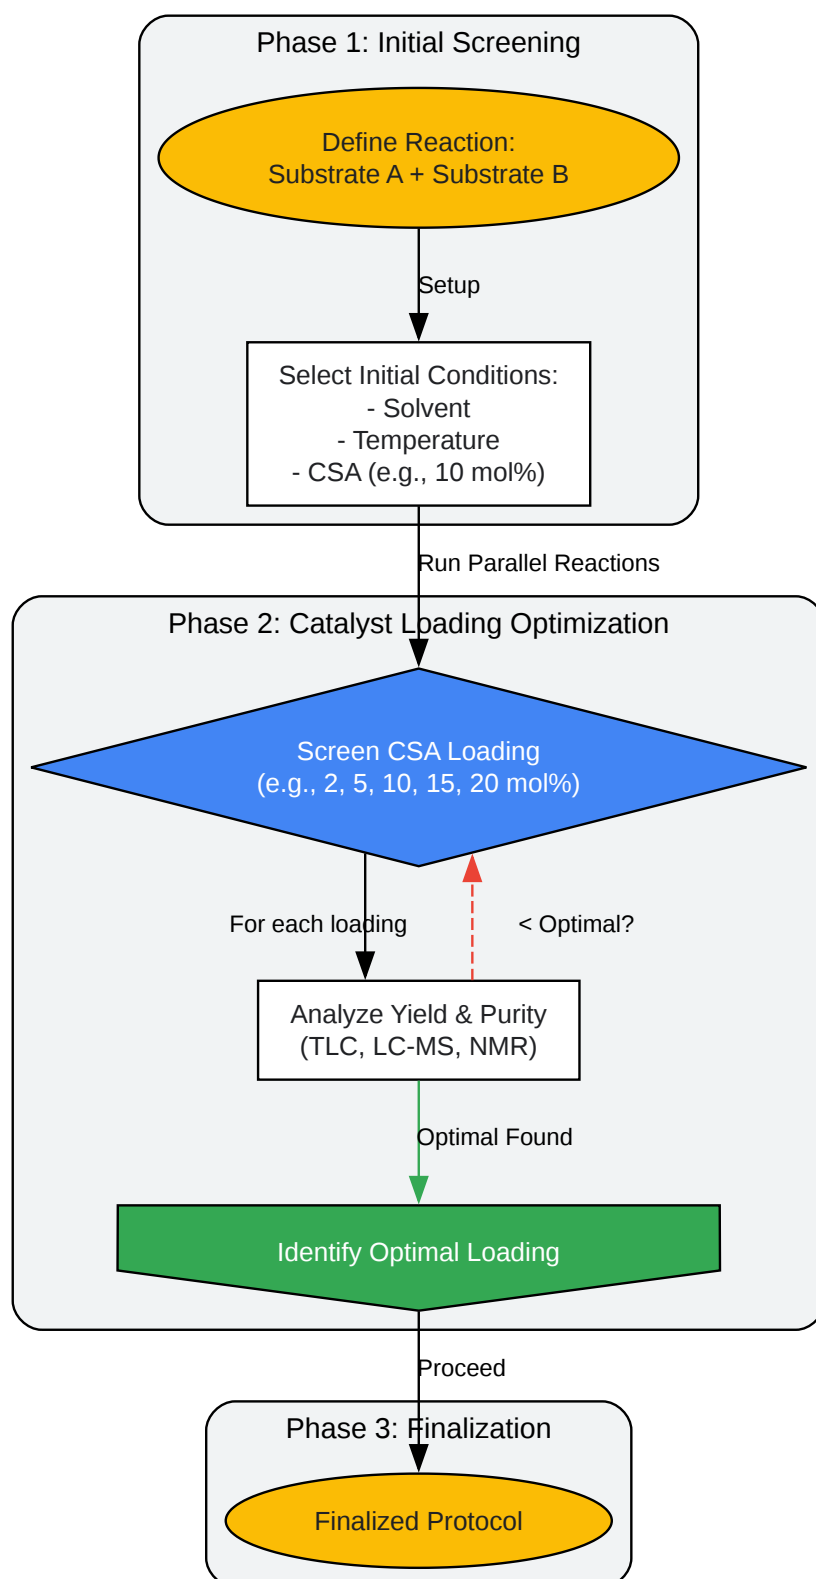 Phase 1: Initial Screening
Define Reaction:
Substrate A + Substrate B
Setup
Select Initial Conditions:
- Solvent
- Temperature
- CSA (e.g., 10 mol%)
Run Parallel Reactions
Phase 2: Catalyst Loading Optimization
Screen CSA Loading
(e.g., 2, 5, 10, 15, 20 mol%)
For each loading
< Optimal?
Analyze Yield & Purity
(TLC, LC-MS, NMR)
Optimal Found
Identify Optimal Loading
Proceed
Phase 3: Finalization
Finalized Protocol